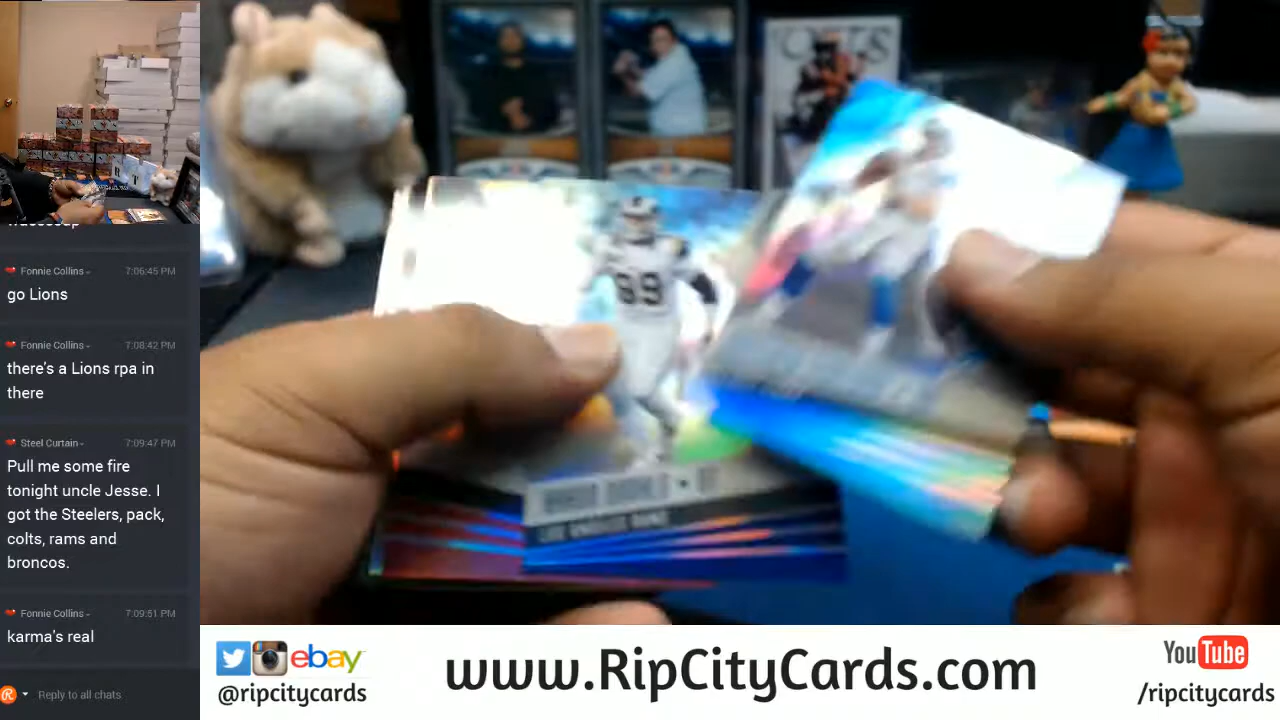 Fonnie Collins 7:06:45 PM
go Lions
Fonnie Collins 7:08:42 PM
there's a Lions rpa in
there
Steel Curtain 7:09:47 PM
Pull me some fire
tonight uncle Jesse. I
got the Steelers, pack,
colts, rams and
broncos.
Fonnie Collins 7:09:51 PM
karma's real
Reply to all chats
89
LOS ANGELES RAMS
ebay
@ripcitycards
www.RipCityCards.com
YouTube
/ripcitycards